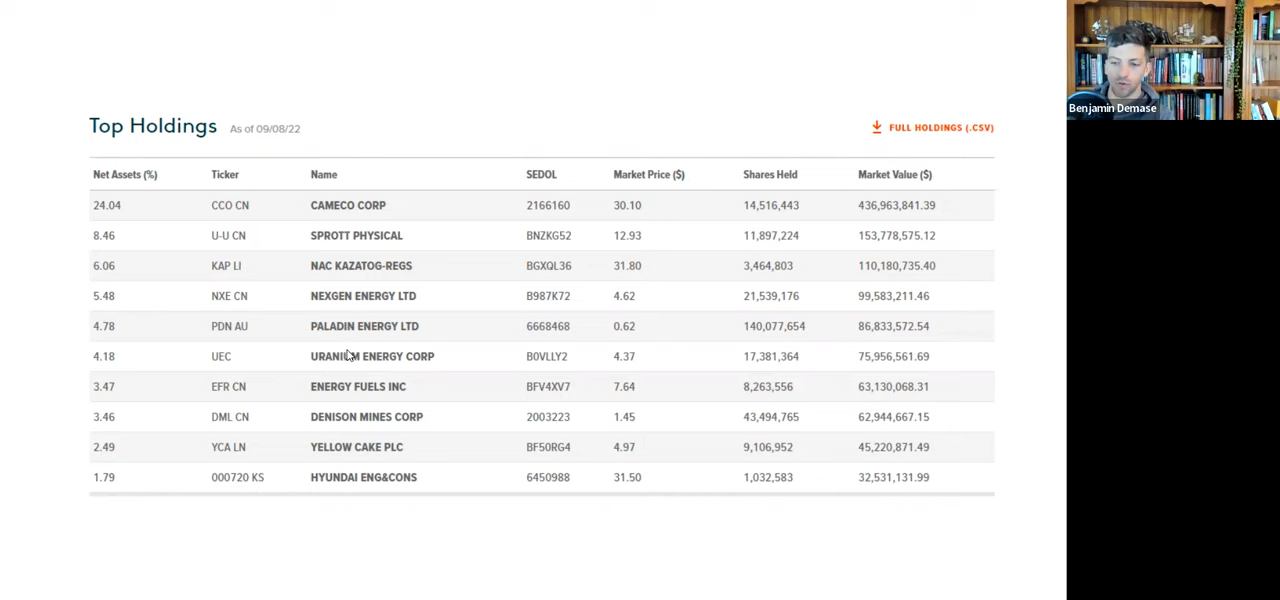 Benjamin Demase
Top Holdings As of 09/08/22
FULL HOLDINGS (.CSV)
Net Assets (%) Ticker Name SEDOL Market Price ($) Shares Held Market Value ($)
24.04 CCO CN CAMECO CORP 2166160 30.10 14,516,443 436,963,841.39
8.46 U-U CN SPROTT PHYSICAL BNZKG52 12.93 11,897,224 153,778,575.12
6.06 KAP LI NAC KAZATOG-REGS BGXQL36 31.80 3,464,803 110,180,735.40
5.48 NXE CN NEXGEN ENERGY LTD B987K72 4.62 21,539,176 99,583,211.46
4.78 PDN AU PALADIN ENERGY LTD 6668468 0.62 140,077,654 86,833,572.54
4.18 UEC URANIUM ENERGY CORP B0VLLY2 4.37 17,381,364 75,956,561.69
3.47 EFR CN ENERGY FUELS INC BFV4XV7 7.64 8,263,556 63,130,068.31
3.46 DML CN DENISON MINES CORP 2003223 1.45 43,494,765 62,944,667.15
2.49 YCA LN YELLOW CAKE PLC BF50RG4 4.97 9,106,952 45,220,871.49
1.79 000720 KS HYUNDAI ENG&CONS 6450988 31.50 1,032,583 32,531,131.99